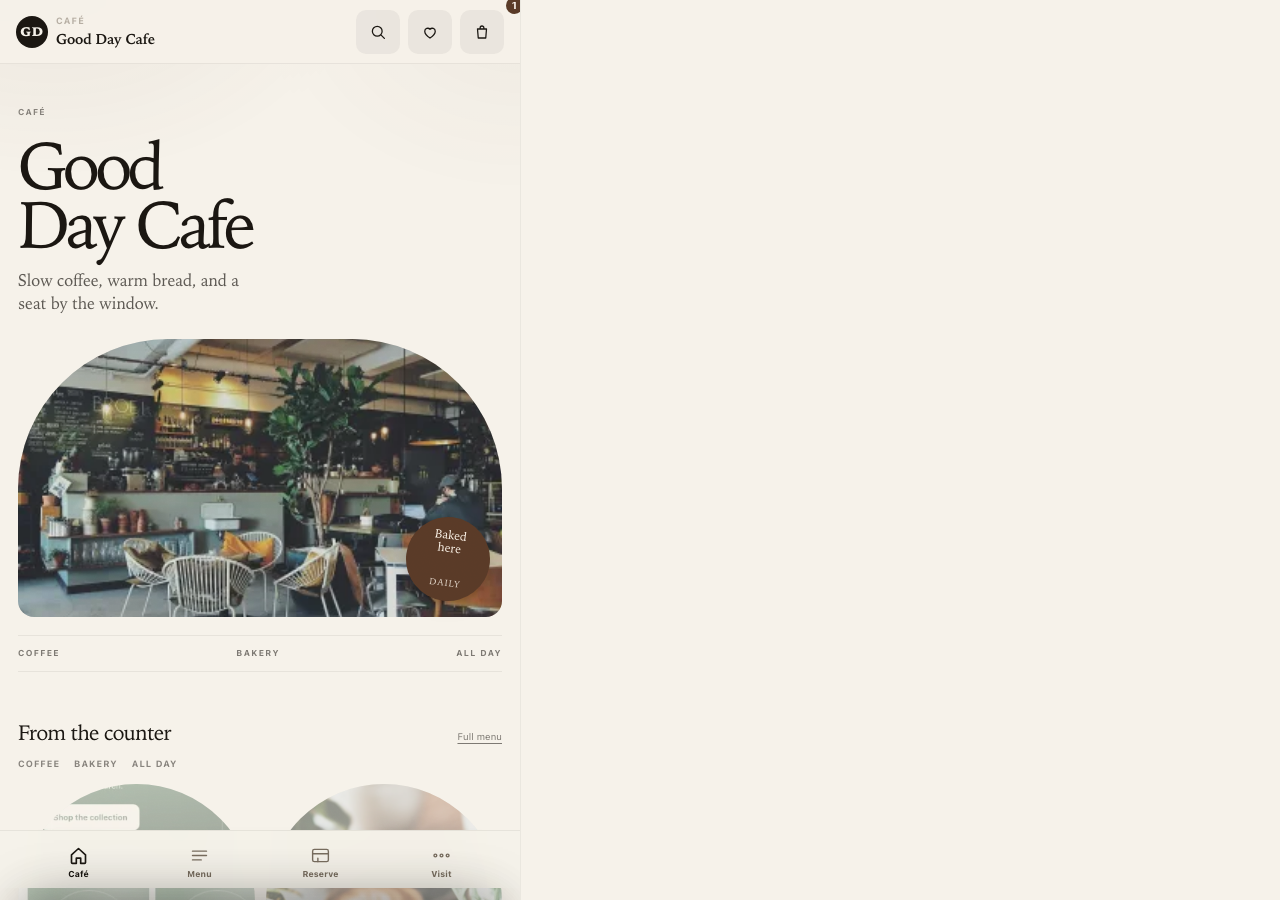 1
GD
CAFÉ
Good Day Cafe
CAFÉ
Good
Day Cafe
Slow coffee, warm bread, and a
seat by the window.
Baked
here
DAILY
COFFEE
BAKERY
ALL DAY
From the counter
Full menu
COFFEE
BAKERY
ALL DAY
Shop the collection
Café
Menu
Reserve
Visit